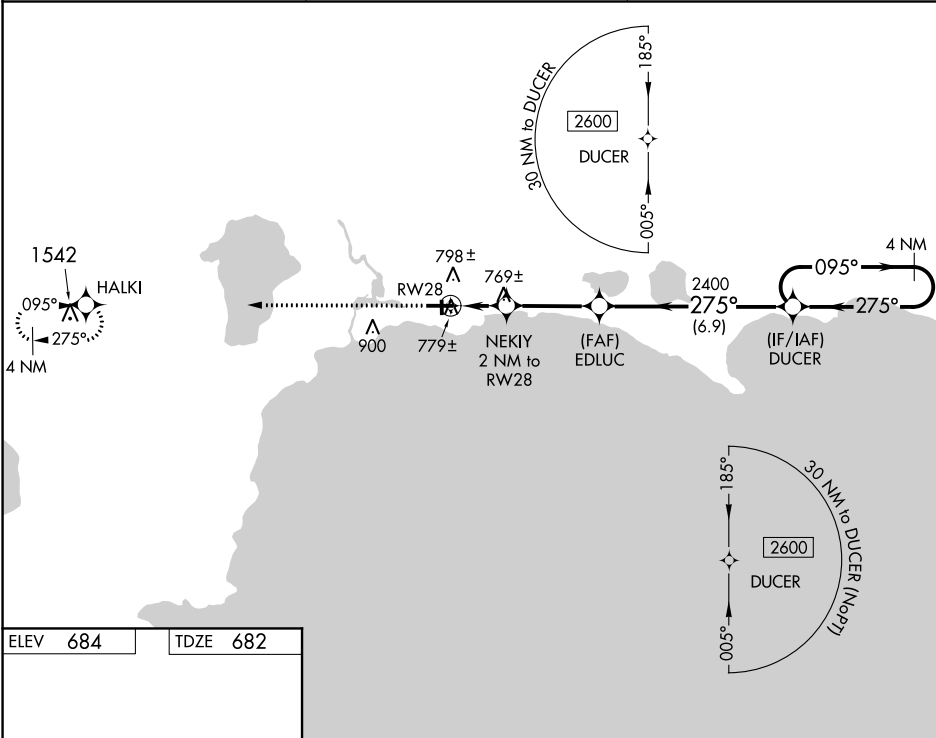 30 NM to DUCER
185°
2600
DUCER
005°
1542
HALKI
095°
275°
4 NM
798±
RW28
769±
900
779±
NEKIY
2 NM to
RW28
(FAF)
EDLUC
2400
275°
(6.9)
(IF/IAF)
DUCER
095°
4 NM
275°
185°
30 NM to DUCER (NoPT)
2600
DUCER
005°
ELEV 684
TDZE 682